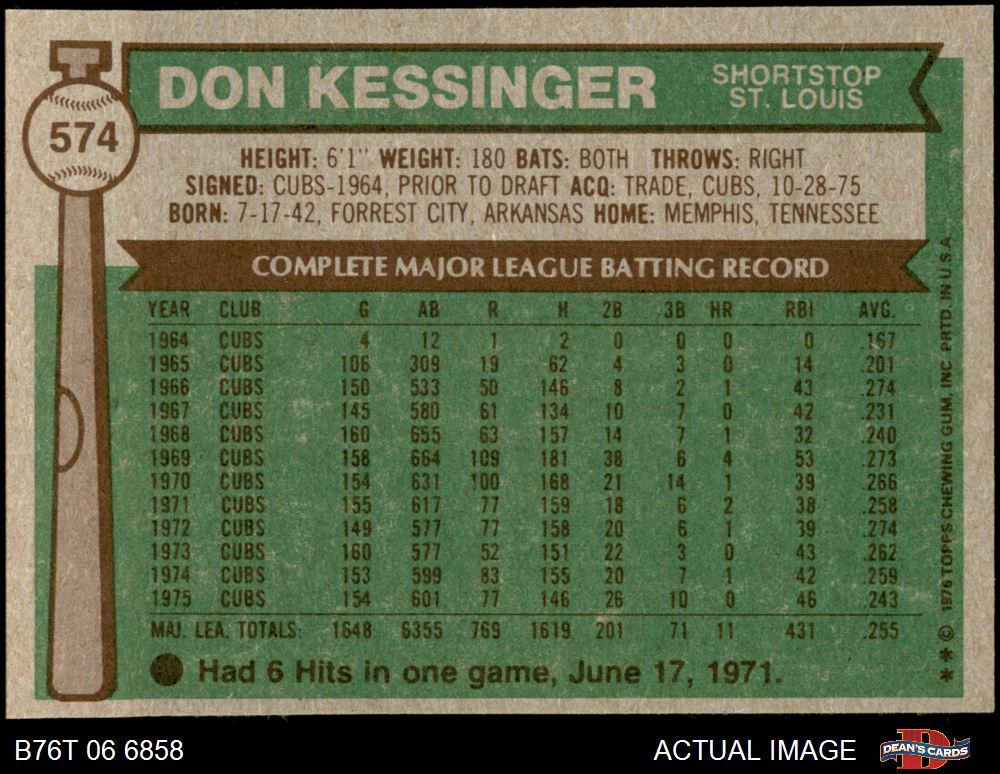 DON KESSINGER
SHORTSTOP
ST. LOUIS
574
HEIGHT: 6'1" WEIGHT: 180 BATS: BOTH THROWS: RIGHT
SIGNED: CUBS-1964, PRIOR TO DRAFT ACQ: TRADE, CUBS, 10-28-75
BORN: 7-17-42, FORREST CITY, ARKANSAS HOME: MEMPHIS, TENNESSEE
COMPLETE MAJOR LEAGUE BATTING RECORD
YEAR CLUB G AB R H 2B 3B HR RBI AVG.
1964 CUBS 4 12 1 2 0 0 0 0 .167
1965 CUBS 106 309 19 62 4 3 0 14 .201
1966 CUBS 150 533 50 146 8 2 1 43 .274
1967 CUBS 145 580 61 134 10 7 0 42 .231
1968 CUBS 160 655 63 157 14 7 1 32 .240
1969 CUBS 158 664 109 181 38 6 4 53 .273
1970 CUBS 154 631 100 168 21 14 1 39 .266
1971 CUBS 155 617 77 159 18 6 2 38 .258
1972 CUBS 149 577 77 158 20 6 1 39 .274
1973 CUBS 160 577 52 151 22 3 0 43 .262
1974 CUBS 153 599 83 155 20 7 1 42 .259
1975 CUBS 154 601 77 146 26 10 0 46 .243
MAJ. LEA. TOTALS: 1648 6355 769 1619 201 71 11 431 .255
● Had 6 Hits in one game, June 17, 1971.
* * © 1976 TOPPS CHEWING GUM, INC PRTD. IN U.S.A.
B76T 06 6858
ACTUAL IMAGE
DEAN'S CARDS